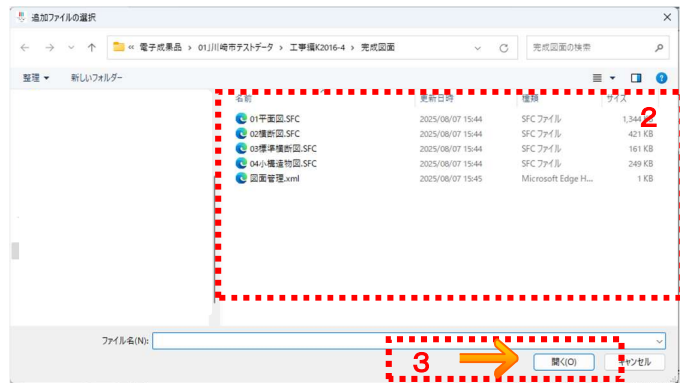 追加ファイルの選択
« 電子成果品 › 01川崎市テストデータ › 工事編K2016-4 › 完成図面
完成図面の検索
整理 新しいフォルダー
名前 更新日時 種類 サイズ
01平面図.SFC 2025/08/07 15:44 SFC ファイル 1,344 KB
02横断図.SFC 2025/08/07 15:44 SFC ファイル 421 KB
03標準横断図.SFC 2025/08/07 15:44 SFC ファイル 161 KB
04小構造物図.SFC 2025/08/07 15:44 SFC ファイル 249 KB
図面管理.xml 2025/08/07 15:45 Microsoft Edge H... 1 KB
2
ファイル名(N):
3
開く(O) キャンセル